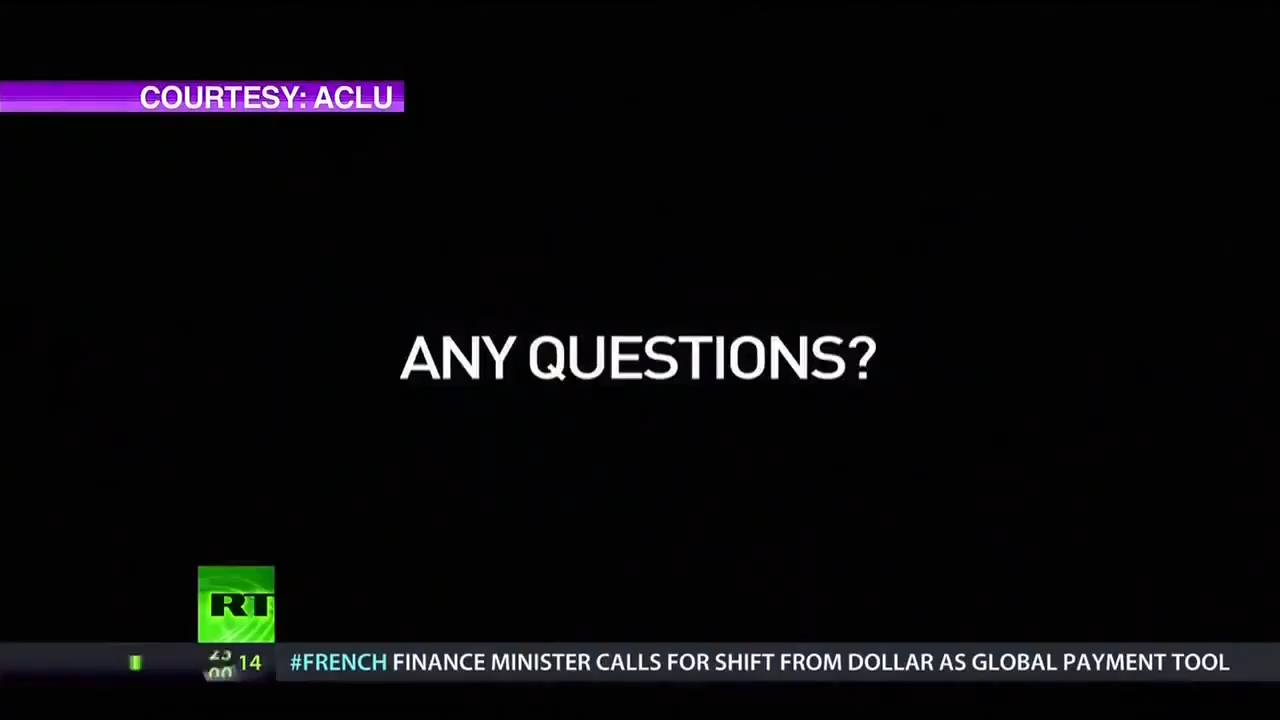 COURTESY: ACLU
ANY QUESTIONS?
RT
14
#FRENCH FINANCE MINISTER CALLS FOR SHIFT FROM DOLLAR AS GLOBAL PAYMENT TOOL